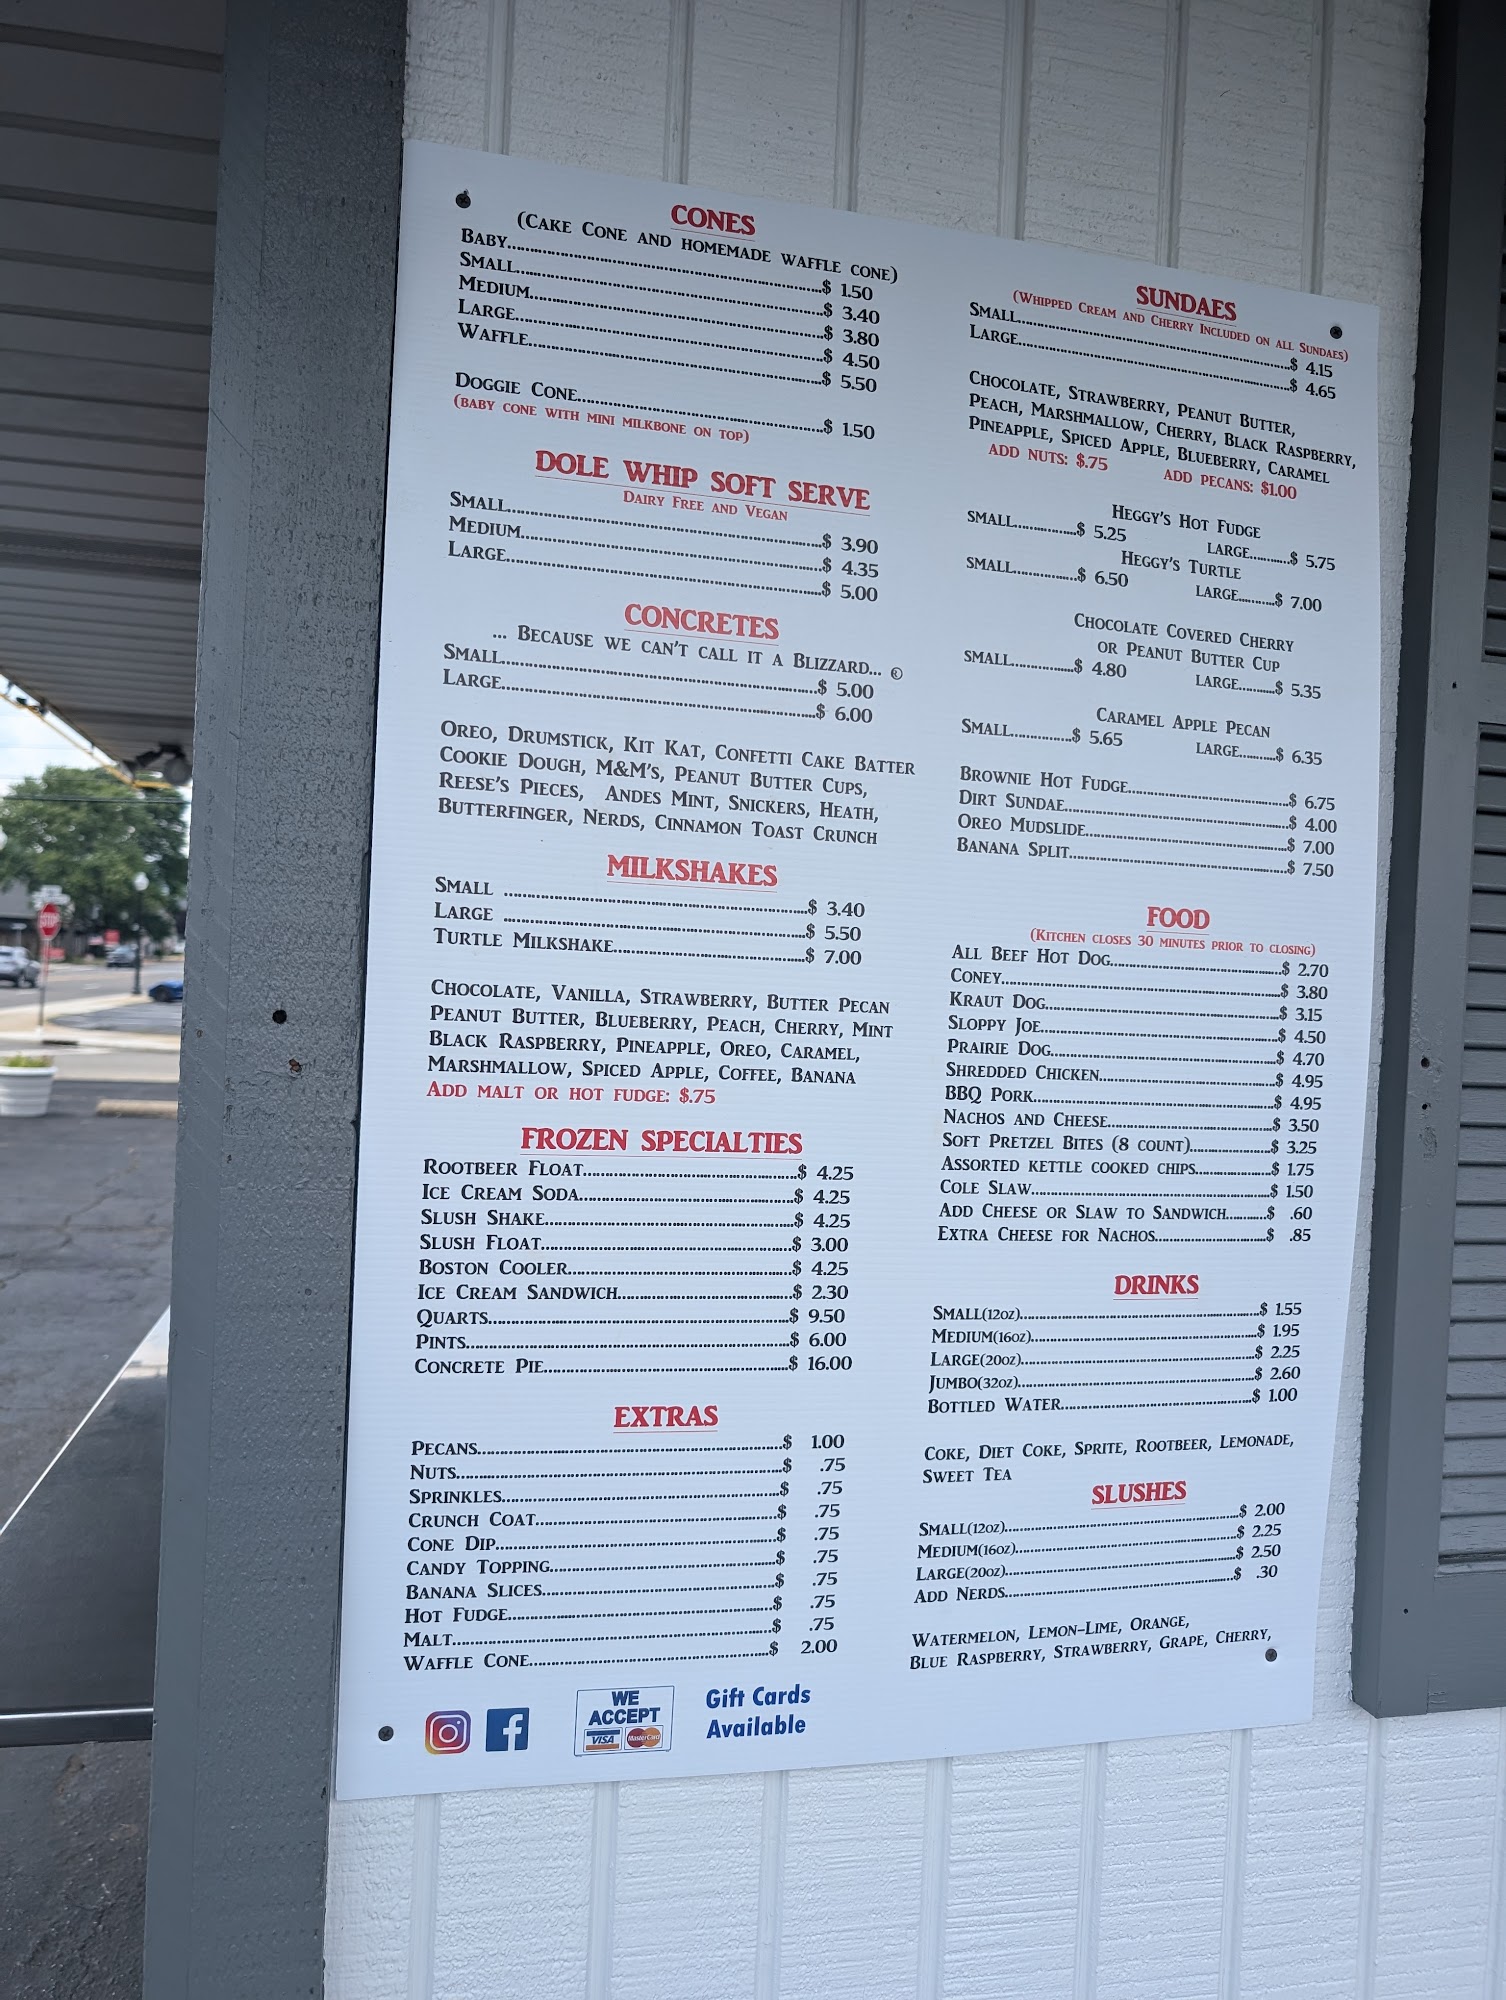 CONES
(CAKE CONE AND HOMEMADE WAFFLE CONE)
BABY........$ 1.50
SMALL........$ 3.40
MEDIUM........$ 3.80
LARGE........$ 4.50
WAFFLE........$ 5.50
DOGGIE CONE........$ 1.50
(BABY CONE WITH MINI MILKBONE ON TOP)
DOLE WHIP SOFT SERVE
DAIRY FREE AND VEGAN
SMALL........$ 3.90
MEDIUM........$ 4.35
LARGE........$ 5.00
CONCRETES
... BECAUSE WE CAN'T CALL IT A BLIZZARD... ©
SMALL........$ 5.00
LARGE........$ 6.00
OREO, DRUMSTICK, KIT KAT, CONFETTI CAKE BATTER
COOKIE DOUGH, M&M'S, PEANUT BUTTER CUPS,
REESE'S PIECES, ANDES MINT, SNICKERS, HEATH,
BUTTERFINGER, NERDS, CINNAMON TOAST CRUNCH
MILKSHAKES
SMALL ........$ 3.40
LARGE ........$ 5.50
TURTLE MILKSHAKE........$ 7.00
CHOCOLATE, VANILLA, STRAWBERRY, BUTTER PECAN
PEANUT BUTTER, BLUEBERRY, PEACH, CHERRY, MINT
BLACK RASPBERRY, PINEAPPLE, OREO, CARAMEL,
MARSHMALLOW, SPICED APPLE, COFFEE, BANANA
ADD MALT OR HOT FUDGE: $.75
FROZEN SPECIALTIES
ROOTBEER FLOAT........$ 4.25
ICE CREAM SODA........$ 4.25
SLUSH SHAKE........$ 4.25
SLUSH FLOAT........$ 3.00
BOSTON COOLER........$ 4.25
ICE CREAM SANDWICH........$ 2.30
QUARTS........$ 9.50
PINTS........$ 6.00
CONCRETE PIE........$ 16.00
EXTRAS
PECANS........$ 1.00
NUTS........$ .75
SPRINKLES........$ .75
CRUNCH COAT........$ .75
CONE DIP........$ .75
CANDY TOPPING........$ .75
BANANA SLICES........$ .75
HOT FUDGE........$ .75
MALT........$ .75
WAFFLE CONE........$ 2.00
WE
ACCEPT
VISA MasterCard
Gift Cards
Available
SUNDAES
(WHIPPED CREAM AND CHERRY INCLUDED ON ALL SUNDAES)
SMALL........$ 4.15
LARGE........$ 4.65
CHOCOLATE, STRAWBERRY, PEANUT BUTTER,
PEACH, MARSHMALLOW, CHERRY, BLACK RASPBERRY,
PINEAPPLE, SPICED APPLE, BLUEBERRY, CARAMEL
ADD NUTS: $.75 ADD PECANS: $1.00
HEGGY'S HOT FUDGE
SMALL........$ 5.25 LARGE........$ 5.75
HEGGY'S TURTLE
SMALL........$ 6.50 LARGE........$ 7.00
CHOCOLATE COVERED CHERRY
OR PEANUT BUTTER CUP
SMALL........$ 4.80 LARGE........$ 5.35
CARAMEL APPLE PECAN
SMALL........$ 5.65 LARGE........$ 6.35
BROWNIE HOT FUDGE........$ 6.75
DIRT SUNDAE........$ 4.00
OREO MUDSLIDE........$ 7.00
BANANA SPLIT........$ 7.50
FOOD
(KITCHEN CLOSES 30 MINUTES PRIOR TO CLOSING)
ALL BEEF HOT DOG........$ 2.70
CONEY........$ 3.80
KRAUT DOG........$ 3.15
SLOPPY JOE........$ 4.50
PRAIRIE DOG........$ 4.70
SHREDDED CHICKEN........$ 4.95
BBQ PORK........$ 4.95
NACHOS AND CHEESE........$ 3.50
SOFT PRETZEL BITES (8 COUNT)........$ 3.25
ASSORTED KETTLE COOKED CHIPS........$ 1.75
COLE SLAW........$ 1.50
ADD CHEESE OR SLAW TO SANDWICH........$ .60
EXTRA CHEESE FOR NACHOS........$ .85
DRINKS
SMALL(12OZ)........$ 1.55
MEDIUM(16OZ)........$ 1.95
LARGE(20OZ)........$ 2.25
JUMBO(32OZ)........$ 2.60
BOTTLED WATER........$ 1.00
COKE, DIET COKE, SPRITE, ROOTBEER, LEMONADE,
SWEET TEA
SLUSHES
SMALL(12OZ)........$ 2.00
MEDIUM(16OZ)........$ 2.25
LARGE(20OZ)........$ 2.50
ADD NERDS........$ .30
WATERMELON, LEMON-LIME, ORANGE,
BLUE RASPBERRY, STRAWBERRY, GRAPE, CHERRY,
STOP